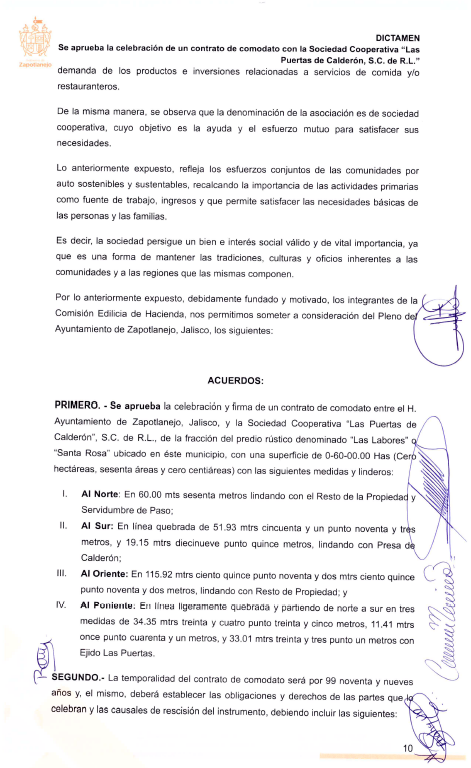 Zapotlanejo
DICTAMEN
Se aprueba la celebración de un contrato de comodato con la Sociedad Cooperativa “Las
Puertas de Calderón, S.C. de R.L.”
demanda de los productos e inversiones relacionadas a servicios de comida y/o
restauranteros.
De la misma manera, se observa que la denominación de la asociación es de sociedad
cooperativa, cuyo objetivo es la ayuda y el esfuerzo mutuo para satisfacer sus
necesidades.
Lo anteriormente expuesto, refleja los esfuerzos conjuntos de las comunidades por
auto sostenibles y sustentables, recalcando la importancia de las actividades primarias
como fuente de trabajo, ingresos y que permite satisfacer las necesidades básicas de
las personas y las familias.
Es decir, la sociedad persigue un bien e interés social válido y de vital importancia, ya
que es una forma de mantener las tradiciones, culturas y oficios inherentes a las
comunidades y a las regiones que las mismas componen.
Por lo anteriormente expuesto, debidamente fundado y motivado, los integrantes de la
Comisión Edilicia de Hacienda, nos permitimos someter a consideración del Pleno del
Ayuntamiento de Zapotlanejo, Jalisco, los siguientes:
ACUERDOS:
PRIMERO. - Se aprueba la celebración y firma de un contrato de comodato entre el H.
Ayuntamiento de Zapotlanejo, Jalisco, y la Sociedad Cooperativa “Las Puertas de
Calderón”, S.C. de R.L., de la fracción del predio rústico denominado “Las Labores” o
“Santa Rosa” ubicado en éste municipio, con una superficie de 0-60-00.00 Has (Cero
hectáreas, sesenta áreas y cero centiáreas) con las siguientes medidas y linderos:
I. Al Norte: En 60.00 mts sesenta metros lindando con el Resto de la Propiedad y
Servidumbre de Paso;
II. Al Sur: En línea quebrada de 51.93 mtrs cincuenta y un punto noventa y tres
metros, y 19.15 mtrs diecinueve punto quince metros, lindando con Presa de
Calderón;
III. Al Oriente: En 115.92 mtrs ciento quince punto noventa y dos mtrs ciento quince
punto noventa y dos metros, lindando con Resto de Propiedad; y
IV. Al Poniente: En línea ligeramente quebrada y partiendo de norte a sur en tres
medidas de 34.35 mtrs treinta y cuatro punto treinta y cinco metros, 11.41 mtrs
once punto cuarenta y un metros, y 33.01 mtrs treinta y tres punto un metros con
Ejido Las Puertas.
SEGUNDO.- La temporalidad del contrato de comodato será por 99 noventa y nueves
años y, el mismo, deberá establecer las obligaciones y derechos de las partes que lo
celebran y las causales de rescisión del instrumento, debiendo incluir las siguientes:
10